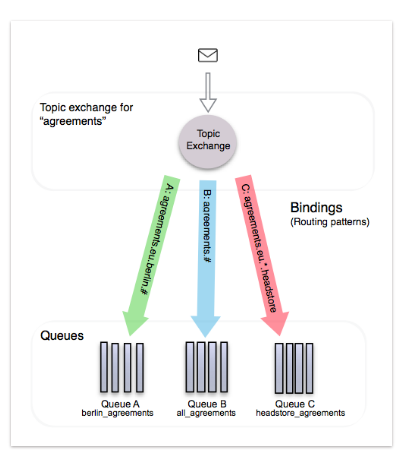 Topic exchange for
"agreements"
Topic
Exchange
A: agreements.eu.berlin.#
B: agreements.#
C: agreements.eu.*.headstore
Bindings
(Routing patterns)
Queues
Queue A
berlin_agreements
Queue B
all_agreements
Queue C
headstore_agreements